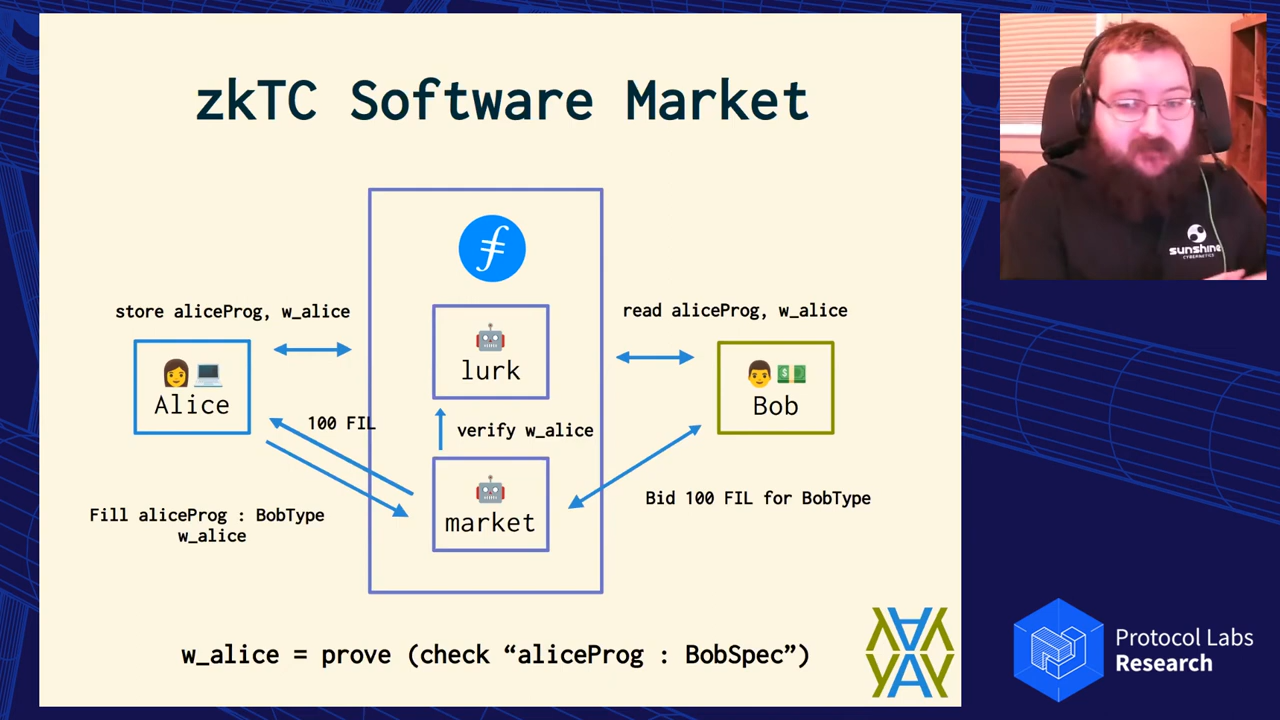 zkTC Software Market
store aliceProg, w_alice
read aliceProg, w_alice
lurk
Alice
Bob
100 FIL
verify w_alice
market
Bid 100 FIL for BobType
Fill aliceProg : BobType
w_alice
w_alice = prove (check “aliceProg : BobSpec”)
sunshine
CYBERNETICS
Protocol Labs
Research